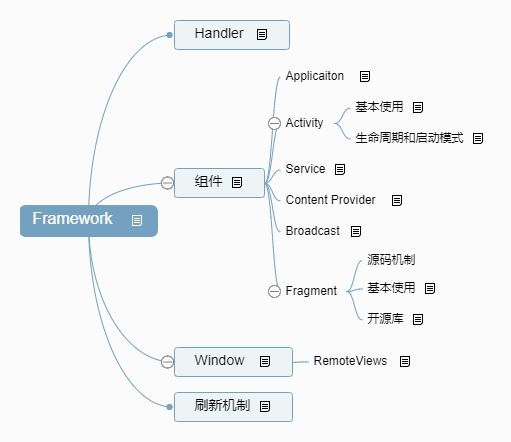 Handler
Applicaiton
Activity
基本使用
生命周期和启动模式
组件
Service
Content Provider
Framework
Broadcast
源码机制
Fragment
基本使用
开源库
Window
RemoteViews
刷新机制